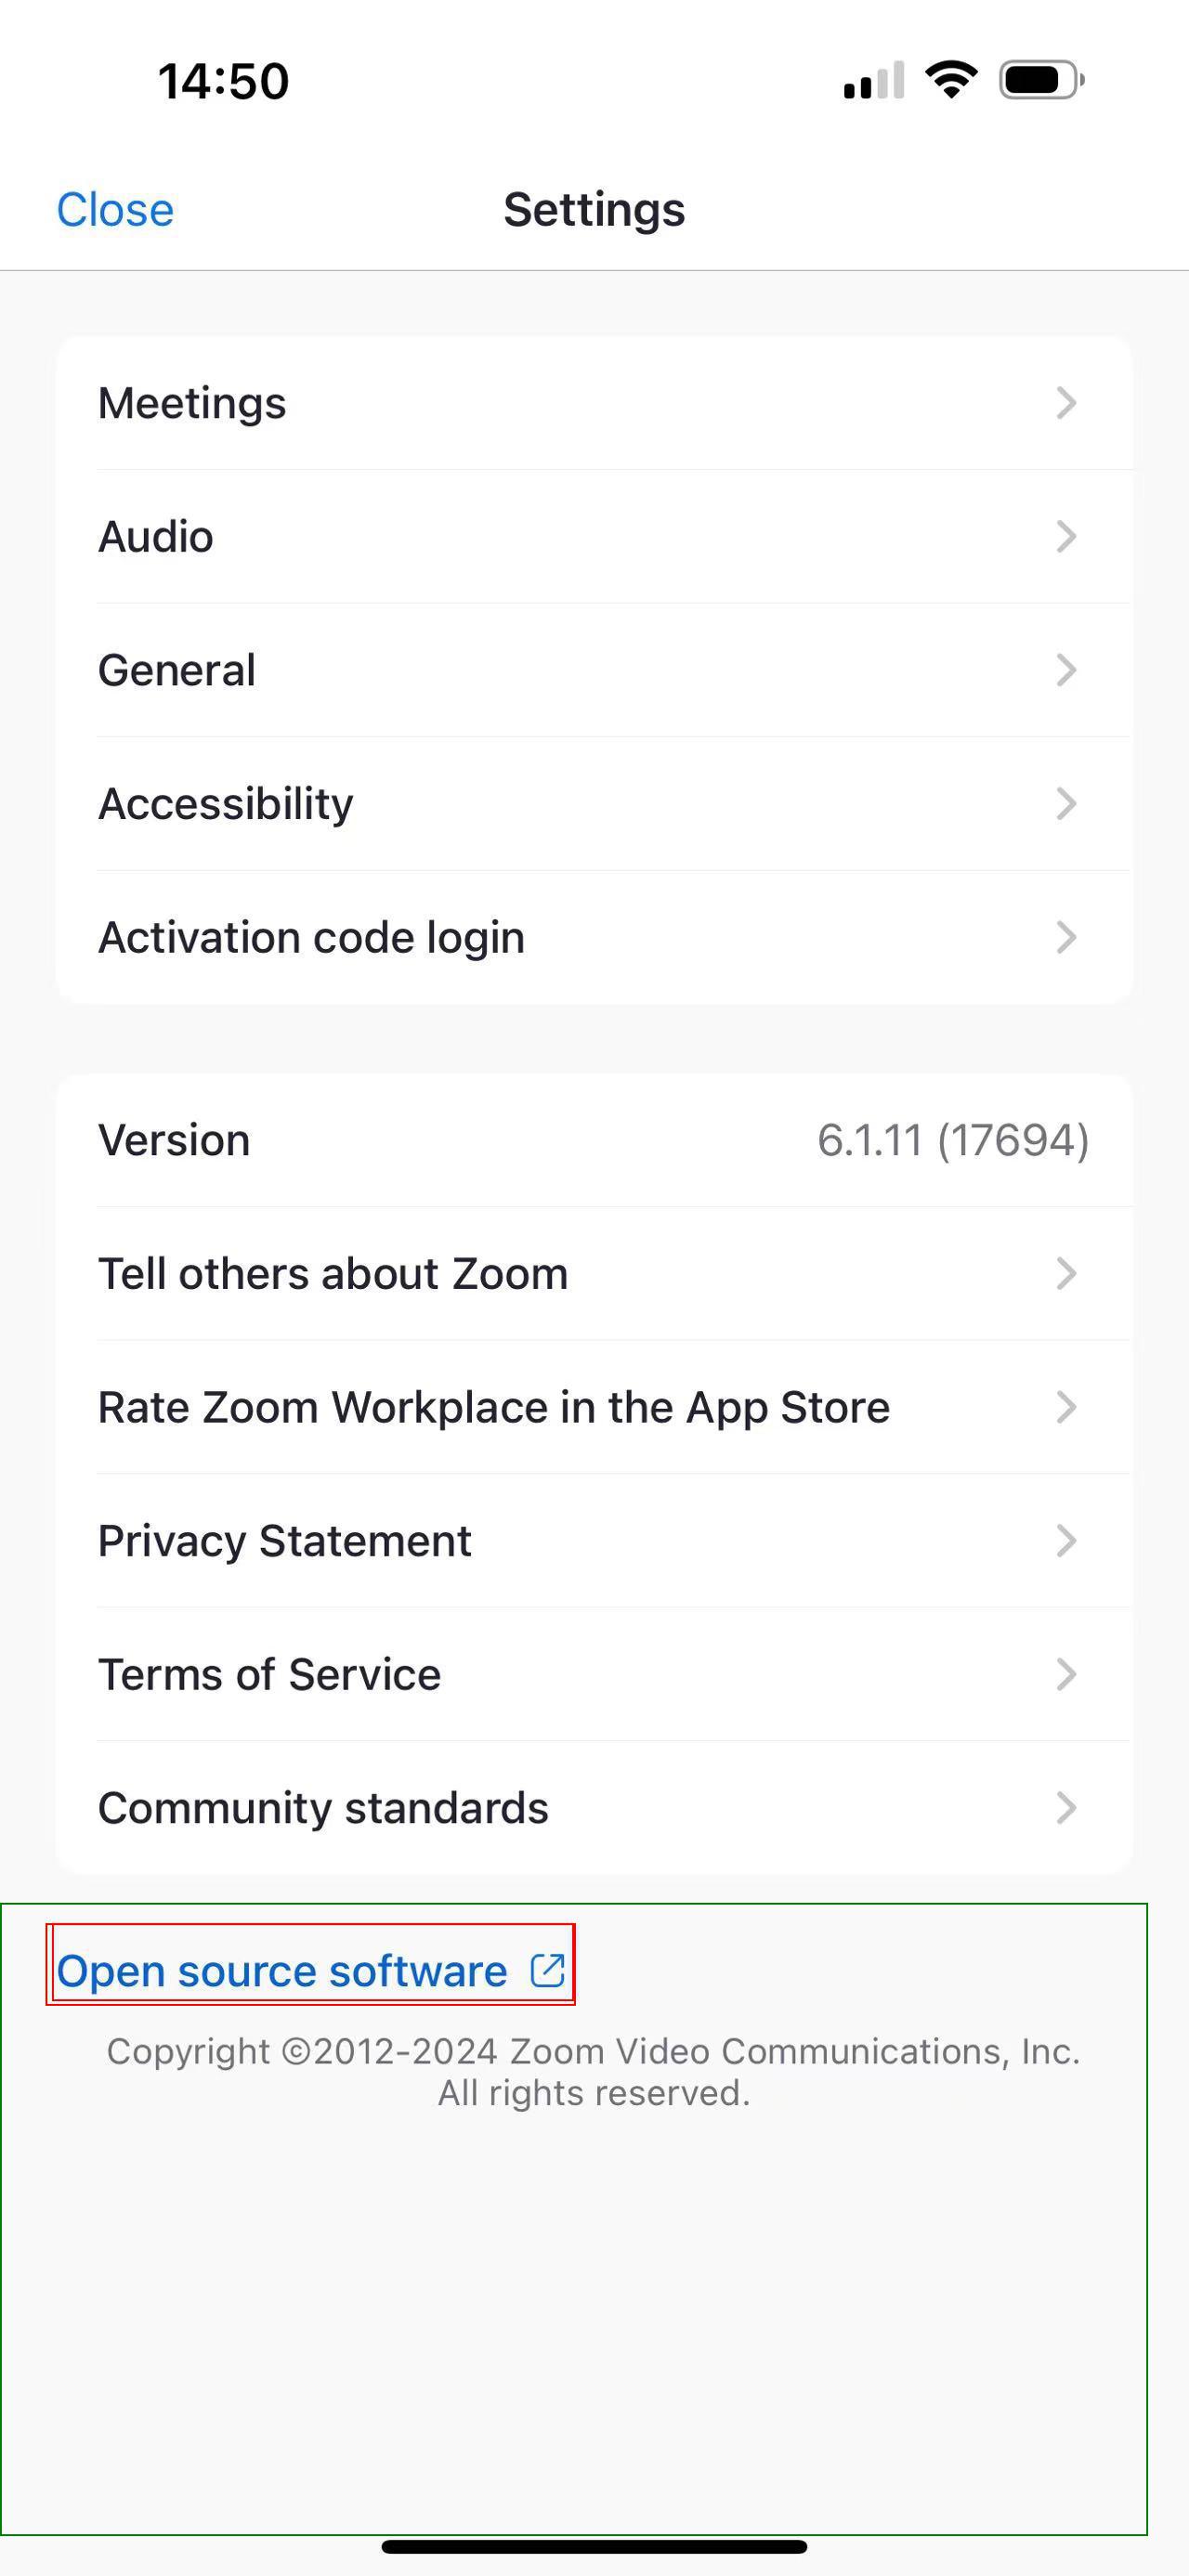 14:50
Close
Settings
Meetings
Audio
General
Accessibility
Activation code login
Version
6.1.11 (17694)
Tell others about Zoom
Rate Zoom Workplace in the App Store
Privacy Statement
Terms of Service
Community standards
Open source software
Copyright ©2012-2024 Zoom Video Communications, Inc.
All rights reserved.